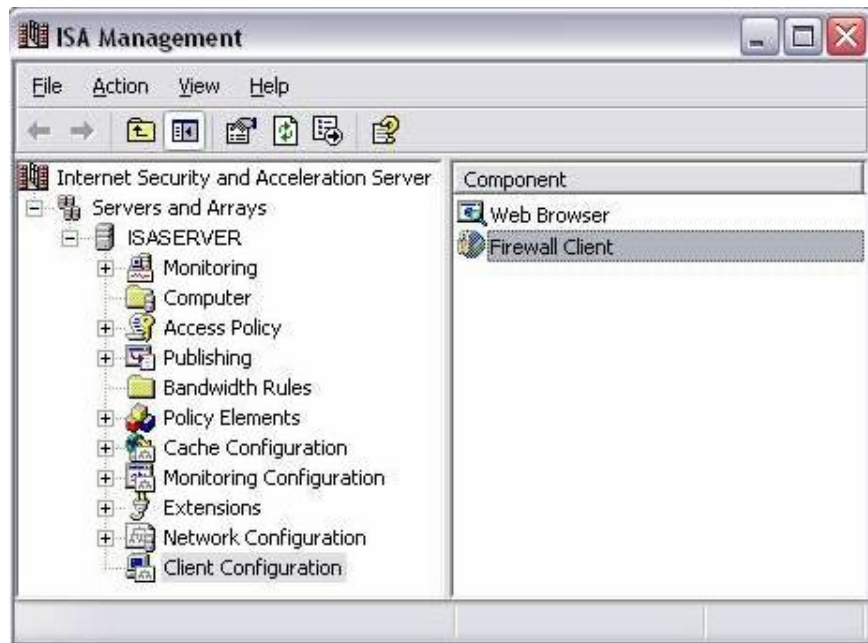 ISA Management
File Action View Help
Internet Security and Acceleration Server
Servers and Arrays
ISASERVER
Monitoring
Computer
Access Policy
Publishing
Bandwidth Rules
Policy Elements
Cache Configuration
Monitoring Configuration
Extensions
Network Configuration
Client Configuration
Component
Web Browser
Firewall Client